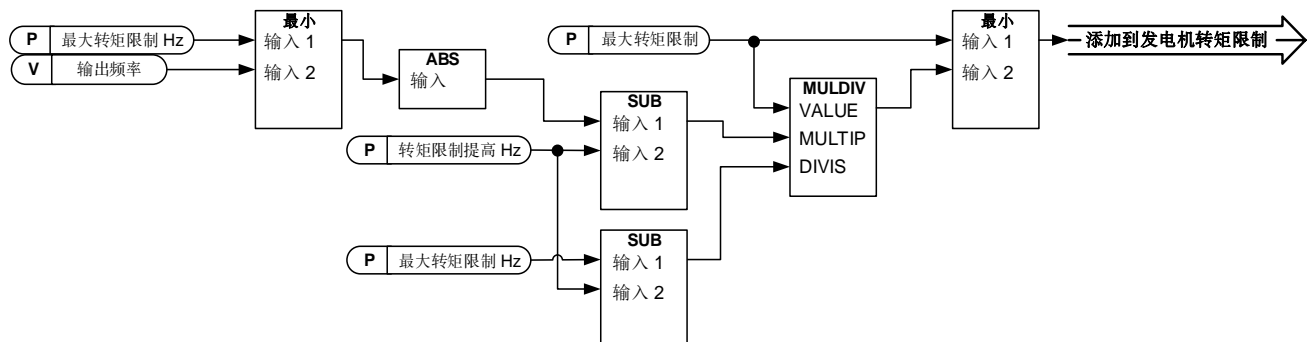 最小
P 最大转矩限制 Hz
输入 1
V 输出频率
输入 2
ABS
输入
P 转矩限制提高 Hz
SUB
输入 1
输入 2
P 最大转矩限制 Hz
SUB
输入 1
输入 2
P 最大转矩限制
MULDIV
VALUE
MULTIP
DIVIS
最小
输入 1
输入 2
添加到发电机转矩限制